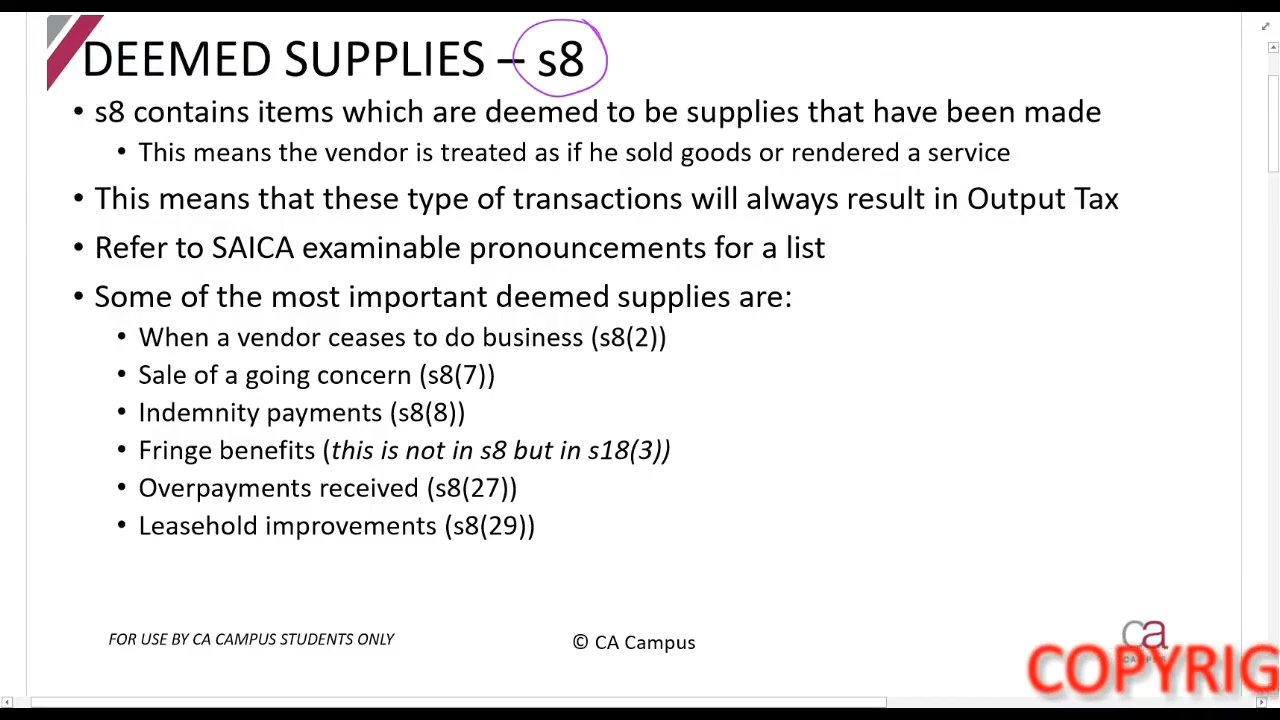 DEEMED SUPPLIES – s8
• s8 contains items which are deemed to be supplies that have been made
• This means the vendor is treated as if he sold goods or rendered a service
• This means that these type of transactions will always result in Output Tax
• Refer to SAICA examinable pronouncements for a list
• Some of the most important deemed supplies are:
• When a vendor ceases to do business (s8(2))
• Sale of a going concern (s8(7))
• Indemnity payments (s8(8))
• Fringe benefits (this is not in s8 but in s18(3))
• Overpayments received (s8(27))
• Leasehold improvements (s8(29))
FOR USE BY CA CAMPUS STUDENTS ONLY
© CA Campus
ca
COPYRIG